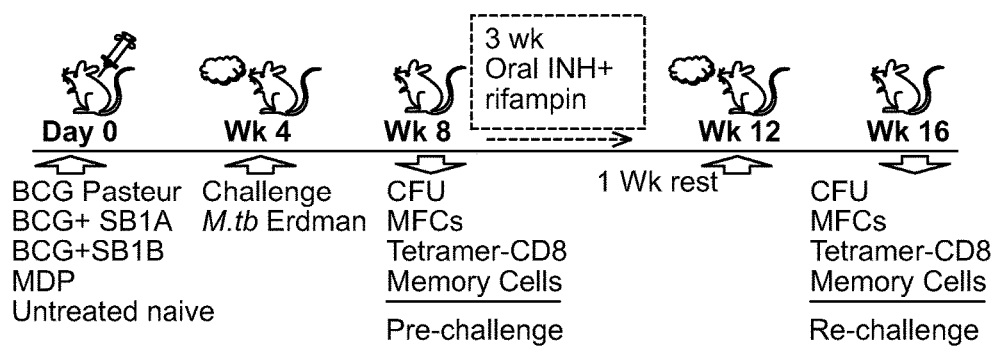 3 wk
Oral INH+
rifampin
Day 0
Wk 4
Wk 8
Wk 12
Wk 16
BCG Pasteur
BCG+ SB1A
BCG+SB1B
MDP
Untreated naive
Challenge
M.tb Erdman
CFU
MFCs
Tetramer-CD8
Memory Cells
Pre-challenge
1 Wk rest
CFU
MFCs
Tetramer-CD8
Memory Cells
Re-challenge